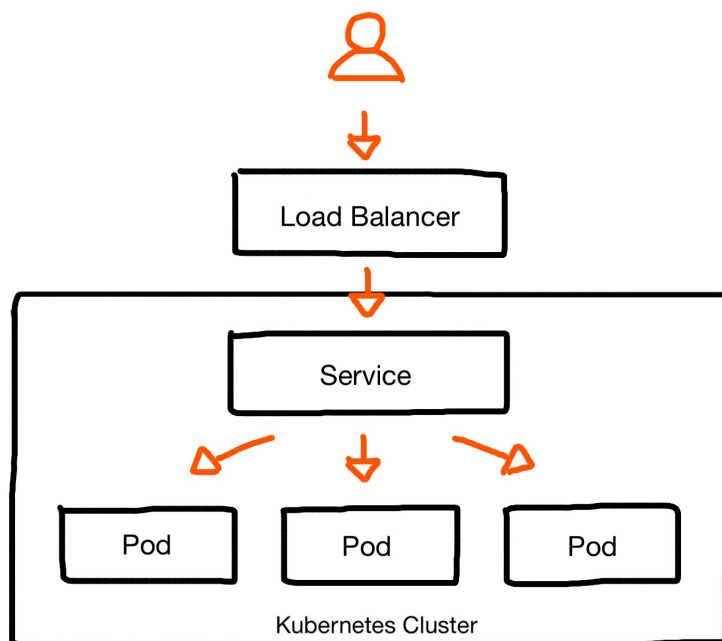 Load Balancer
Service
Pod
Pod
Pod
Kubernetes Cluster